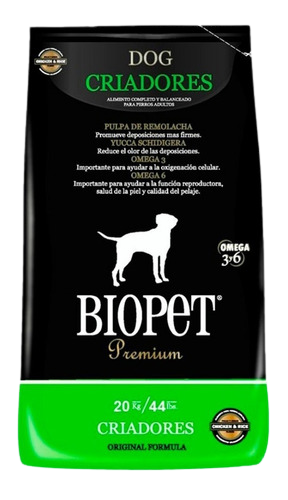 CHICKEN & RICE
DOG
CRIADORES
ALIMENTO COMPLETO Y BALANCEADO
PARA PERROS ADULTOS
PULPA DE REMOLACHA
Promueve deposiciones mas firmes.
YUCCA SCHIDIGERA
Reduce el olor de las deposiciones.
OMEGA 3
Importante para ayudar a la oxigenación celular.
OMEGA 6
Importante para ayudar a la función reproductora,
salud de la piel y calidad del pelaje.
OMEGA
3y6
BIOPET®
Premium
20 Kg/44 Lbs.
CRIADORES
ORIGINAL FORMULA
CHICKEN & RICE